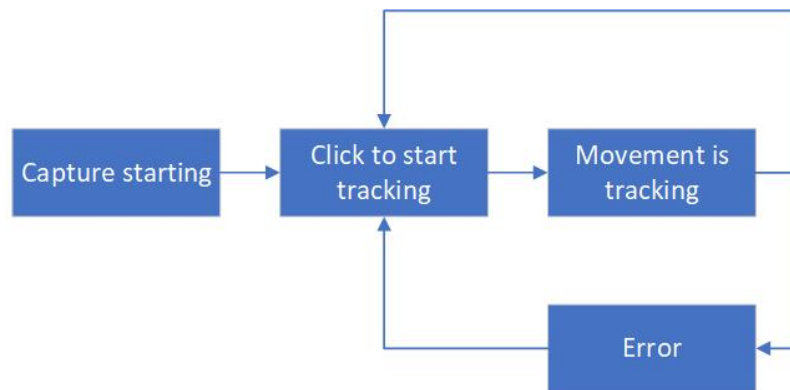 Capture starting
Click to start
tracking
Movement is
tracking
Error